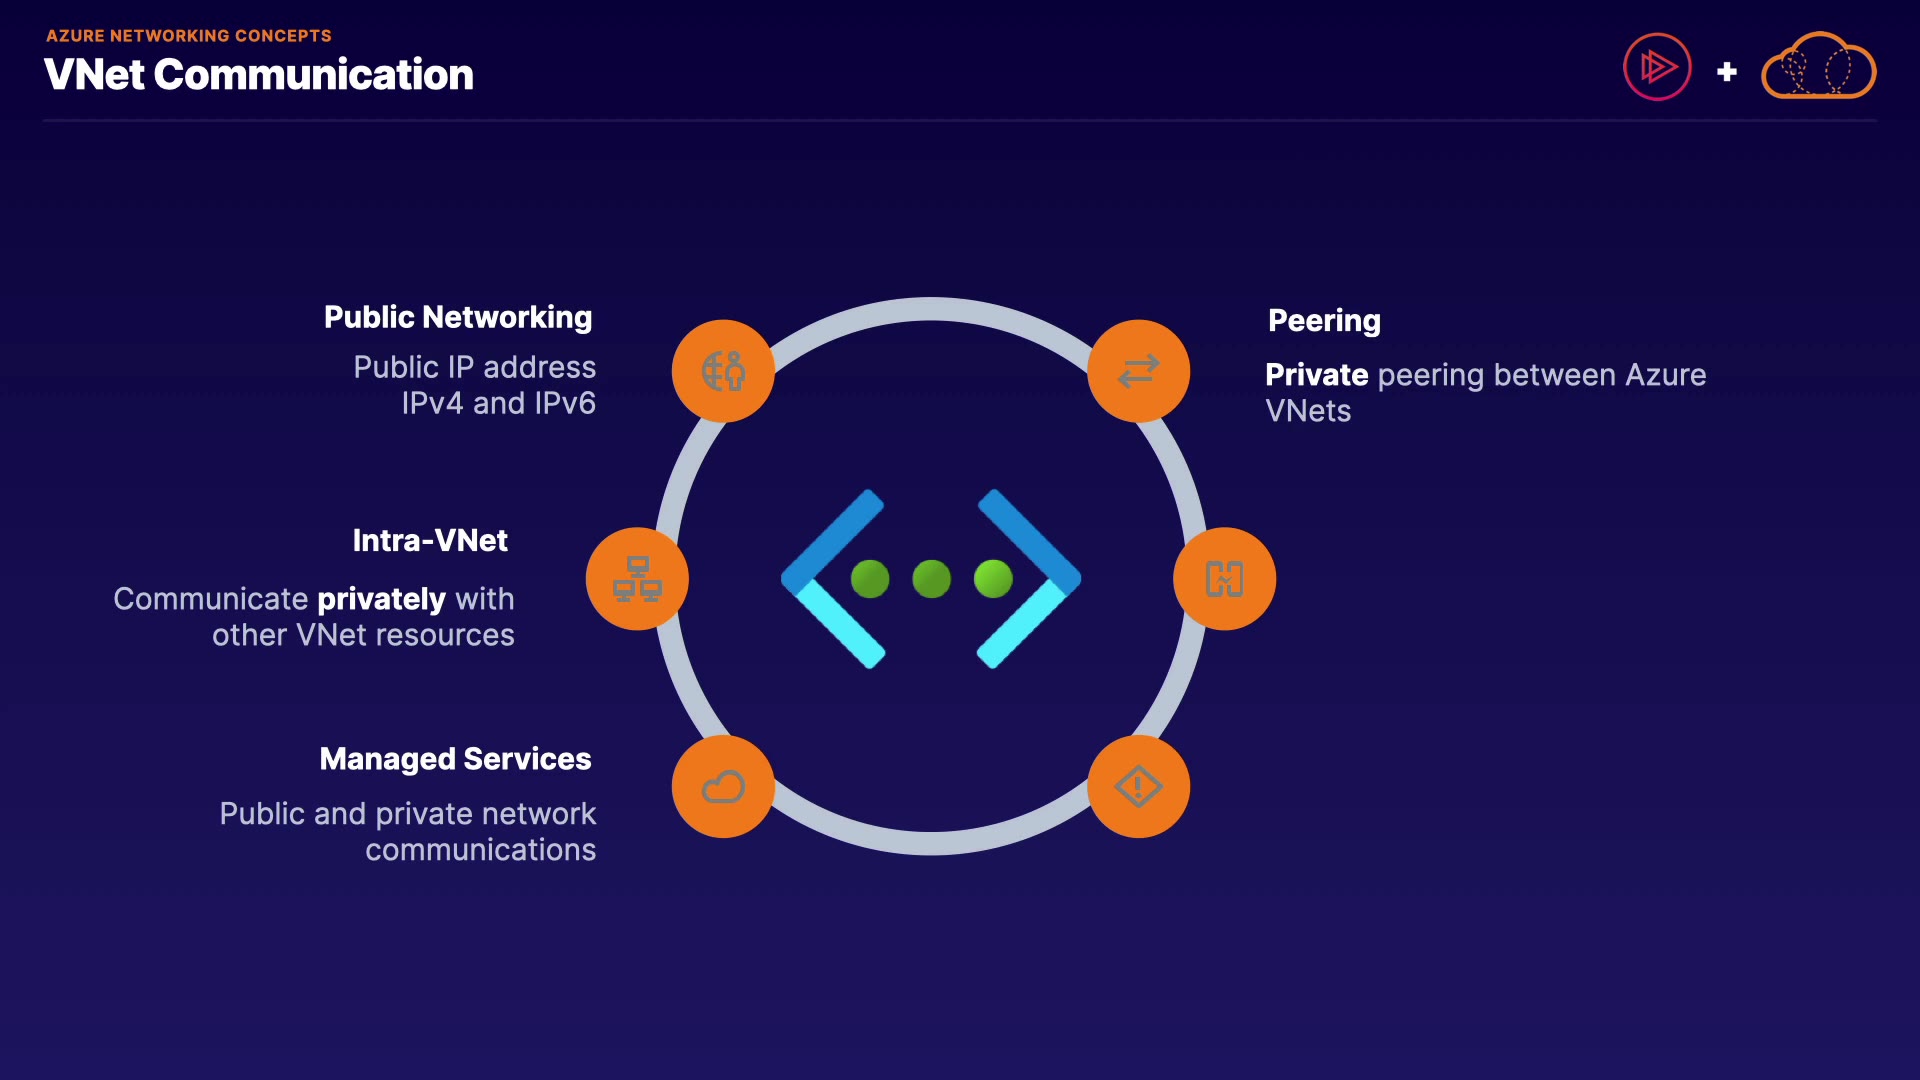 AZURE NETWORKING CONCEPTS
VNet Communication
Public Networking
Public IP address
IPv4 and IPv6
Intra-VNet
Communicate privately with
other VNet resources
Managed Services
Public and private network
communications
Peering
Private peering between Azure
VNets